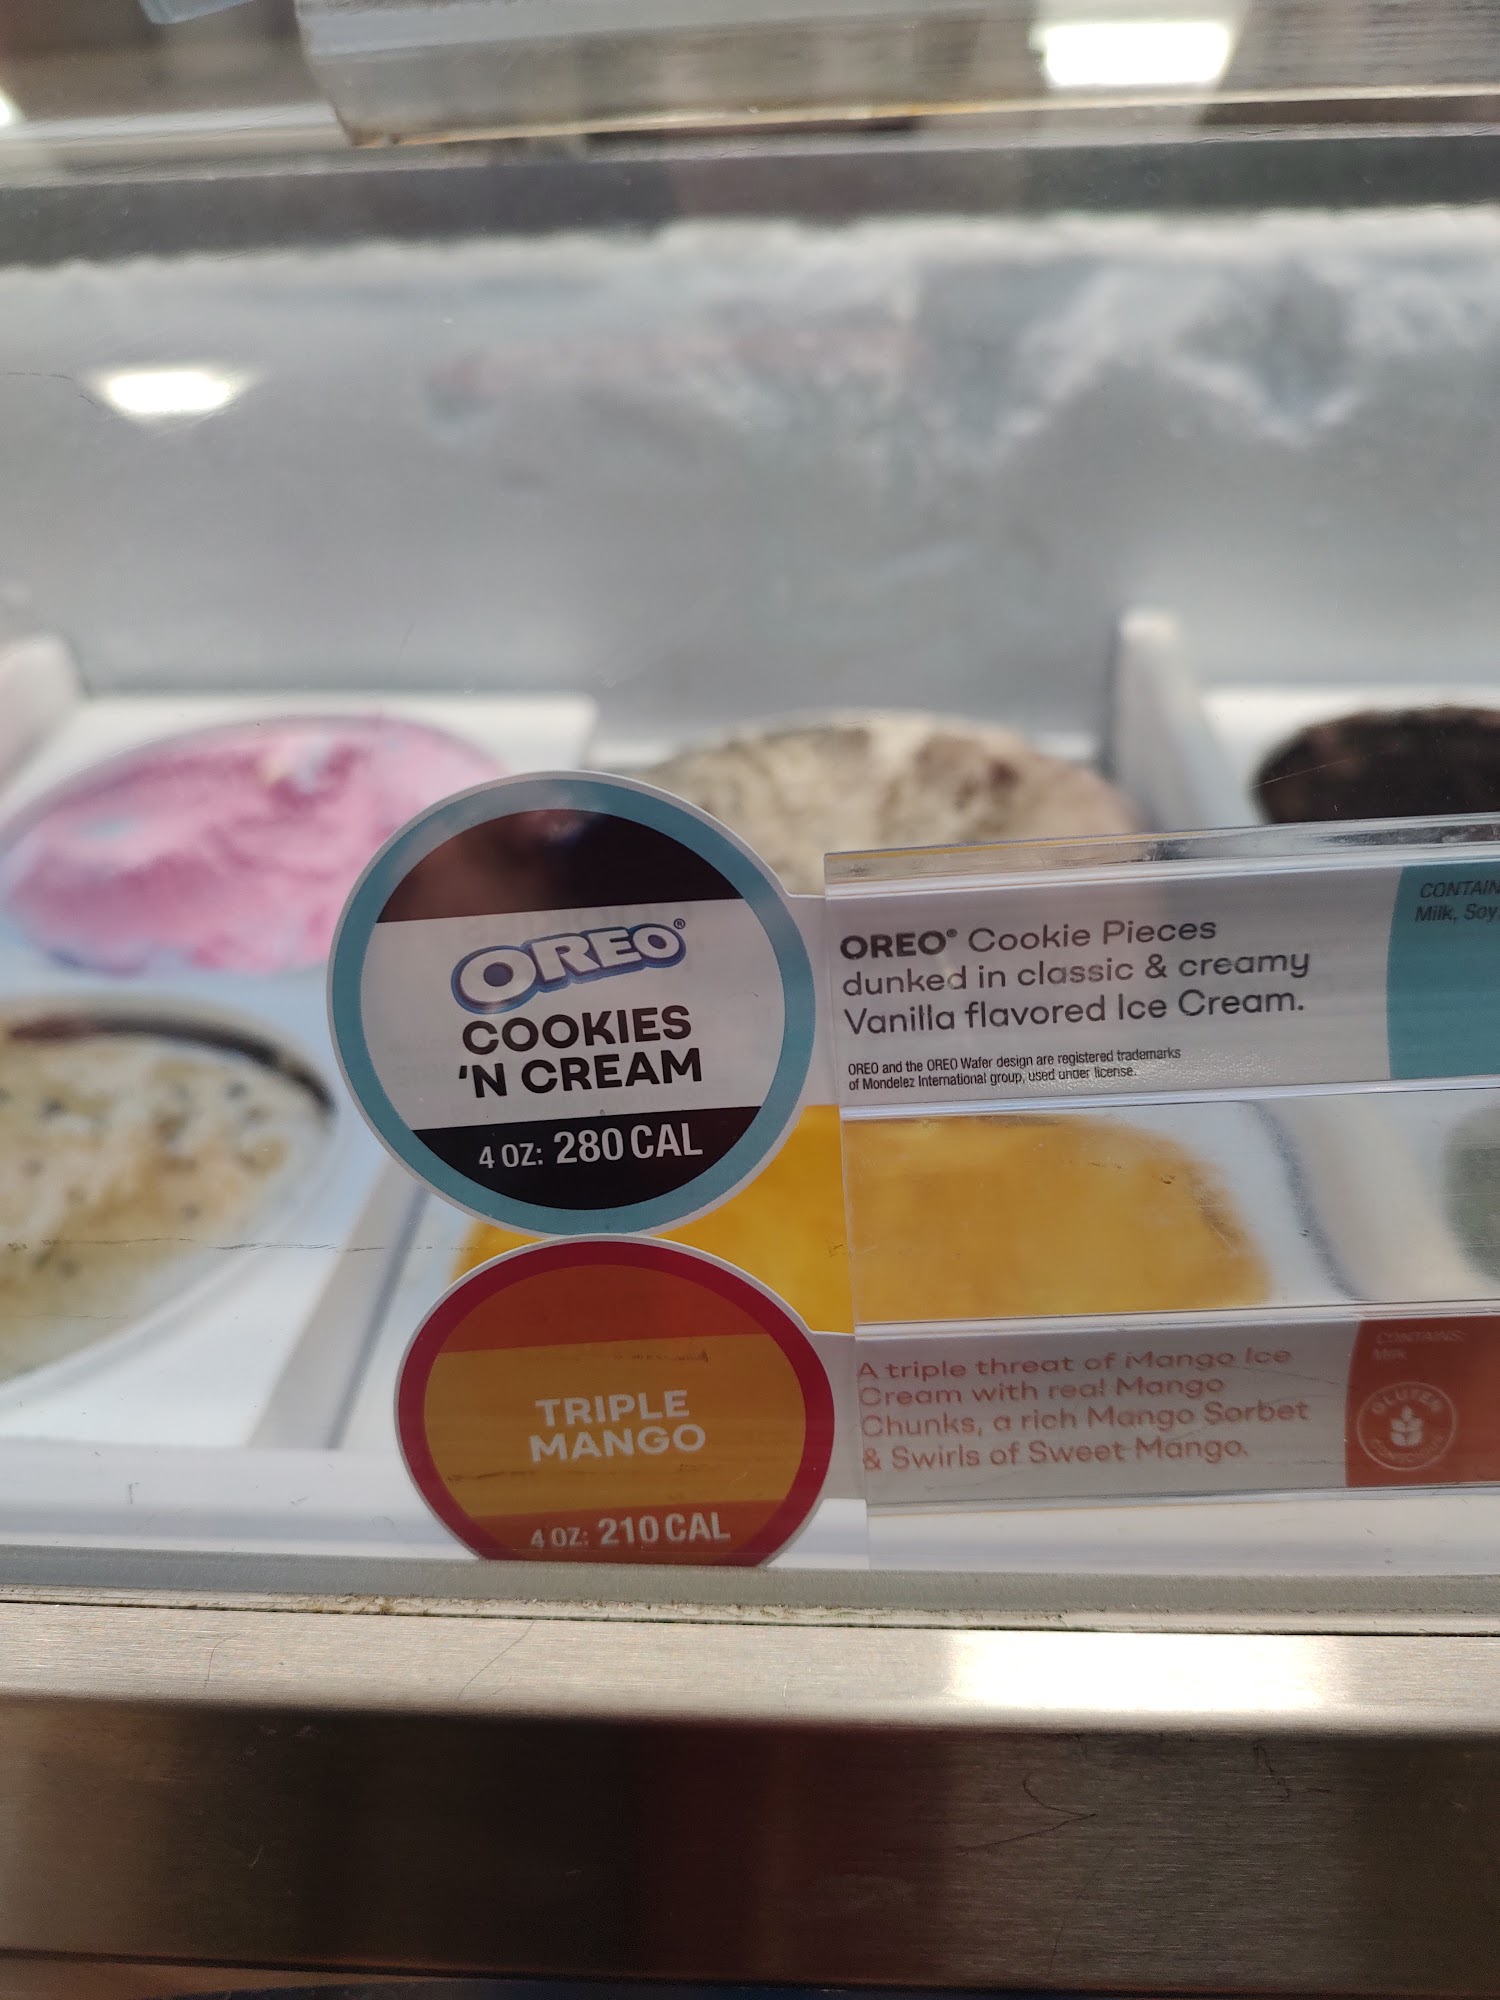 OREO®
COOKIES
'N CREAM
4 OZ: 280 CAL
OREO® Cookie Pieces
dunked in classic & creamy
Vanilla flavored Ice Cream.
OREO and the OREO Wafer design are registered trademarks
of Mondelez International group, used under license.
CONTAIN
Milk, Soy,
TRIPLE
MANGO
4 OZ: 210 CAL
A triple threat of Mango Ice
Cream with real Mango
Chunks, a rich Mango Sorbet
& Swirls of Sweet Mango.
CONTAINS:
Milk
GLUTEN